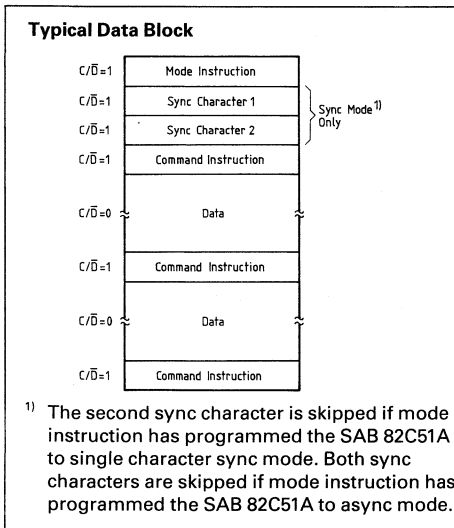 Typical Data Block
C/D̅=1 Mode Instruction
C/D̅=1 Sync Character 1
Sync Mode 1)
Only
C/D̅=1 Sync Character 2
C/D̅=1 Command Instruction
C/D̅=0 Data
C/D̅=1 Command Instruction
C/D̅=0 Data
C/D̅=1 Command Instruction
1) The second sync character is skipped if mode
instruction has programmed the SAB 82C51A
to single character sync mode. Both sync
characters are skipped if mode instruction has
programmed the SAB 82C51A to async mode.